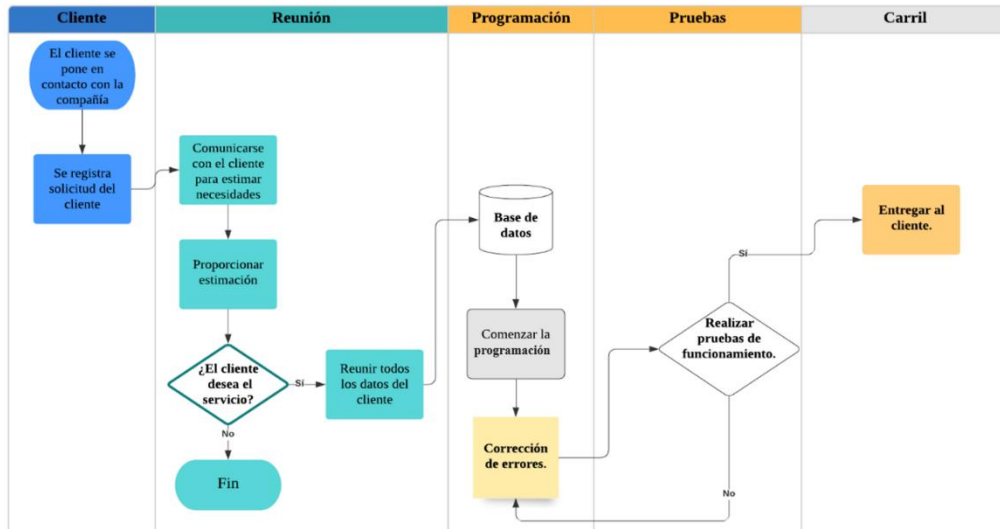 Cliente
Reunión
Programación
Pruebas
Carril
El cliente se
pone en
contacto con la
compañía
Se registra
solicitud del
cliente
Comunicarse
con el cliente
para estimar
necesidades
Proporcionar
estimación
¿El cliente
desea el
servicio?
Sí
No
Fin
Reunir todos
los datos del
cliente
Base de
datos
Comenzar la
programación
Corrección
de errores.
Realizar
pruebas de
funcionamiento.
Sí
No
Entregar al
cliente.